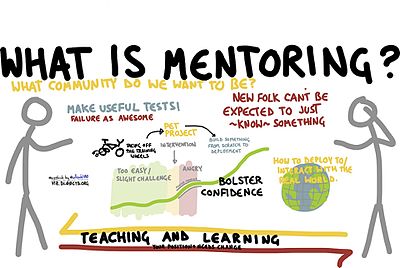 WHAT IS MENTORING?
WHAT COMMUNITY DO WE WANT TO BE?
MAKE USEFUL TESTS!
FAILURE AS AWESOME
NEW FOLK CAN'T BE
EXPECTED TO JUST
~KNOW~ SOMETHING
PET
PROJECT
TAKING OFF
THE TRAINING
WHEELS
INTERVENTION
BUILD SOMETHING
FROM SCRATCH TO
DEPLOYMENT
TOO EASY/
SLIGHT CHALLENGE
ANGRY
BOLSTER
CONFIDENCE
HOW TO DEPLOY TO/
INTERACT WITH THE
REAL WORLD.
TEACHING AND LEARNING
YOUR POSITION NEEDS CHANGE